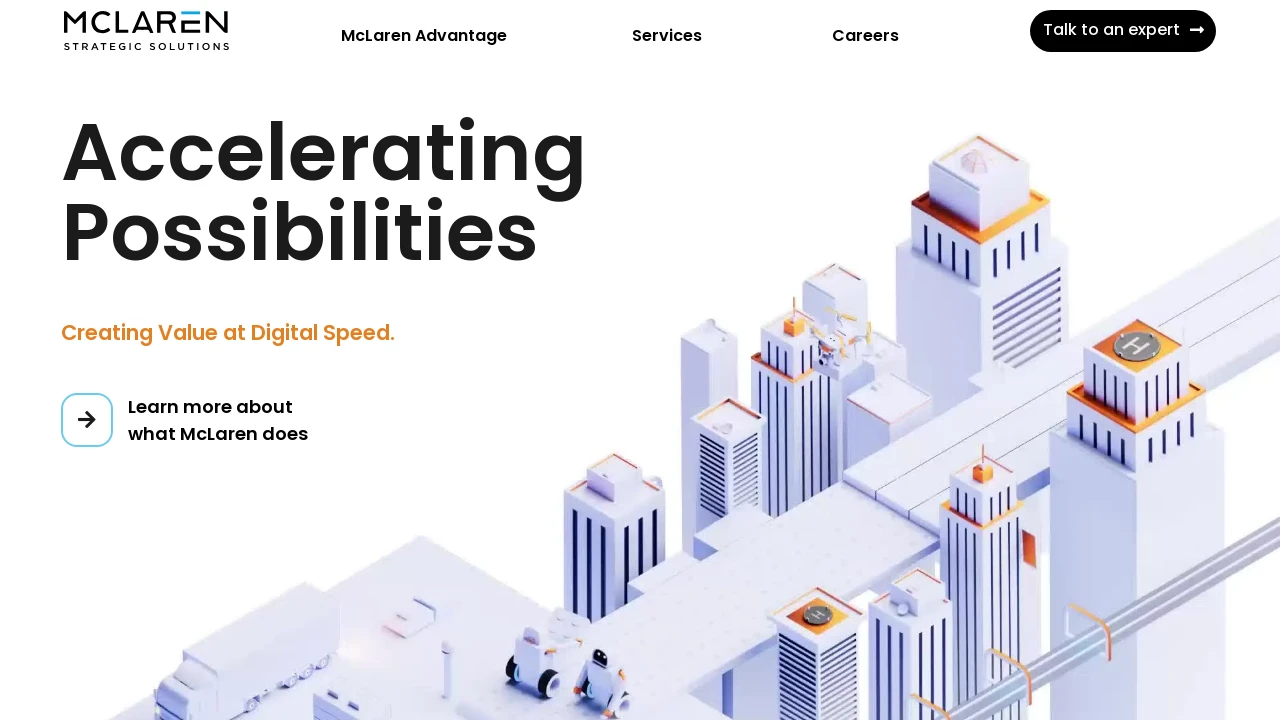 MCLAREN
STRATEGIC SOLUTIONS
McLaren Advantage
Services
Careers
Talk to an expert
Accelerating
Possibilities
Creating Value at Digital Speed.
Learn more about
what McLaren does
H
H